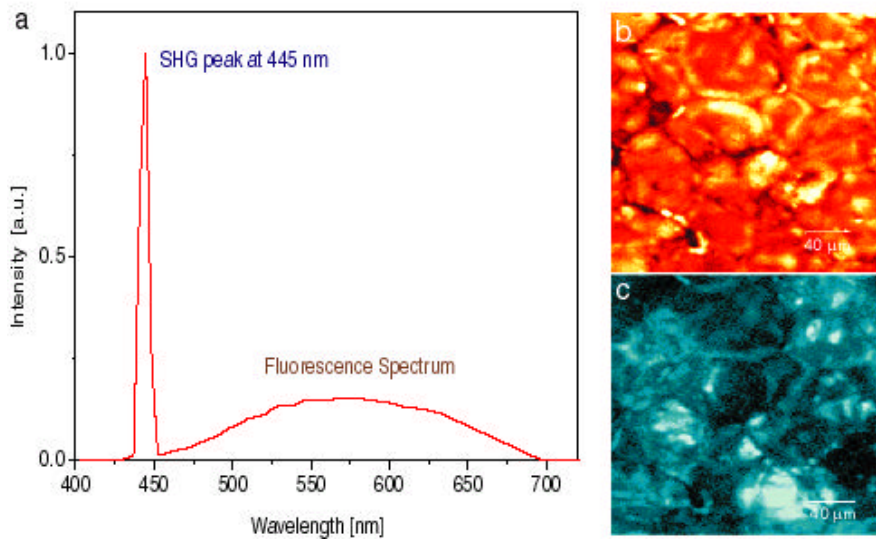 a
SHG peak at 445 nm
Fluorescence Spectrum
Intensity [a.u.]
1.0
0.5
0.0
400 450 500 550 600 650 700
Wavelength [nm]
b
40 µm
c
40 µm